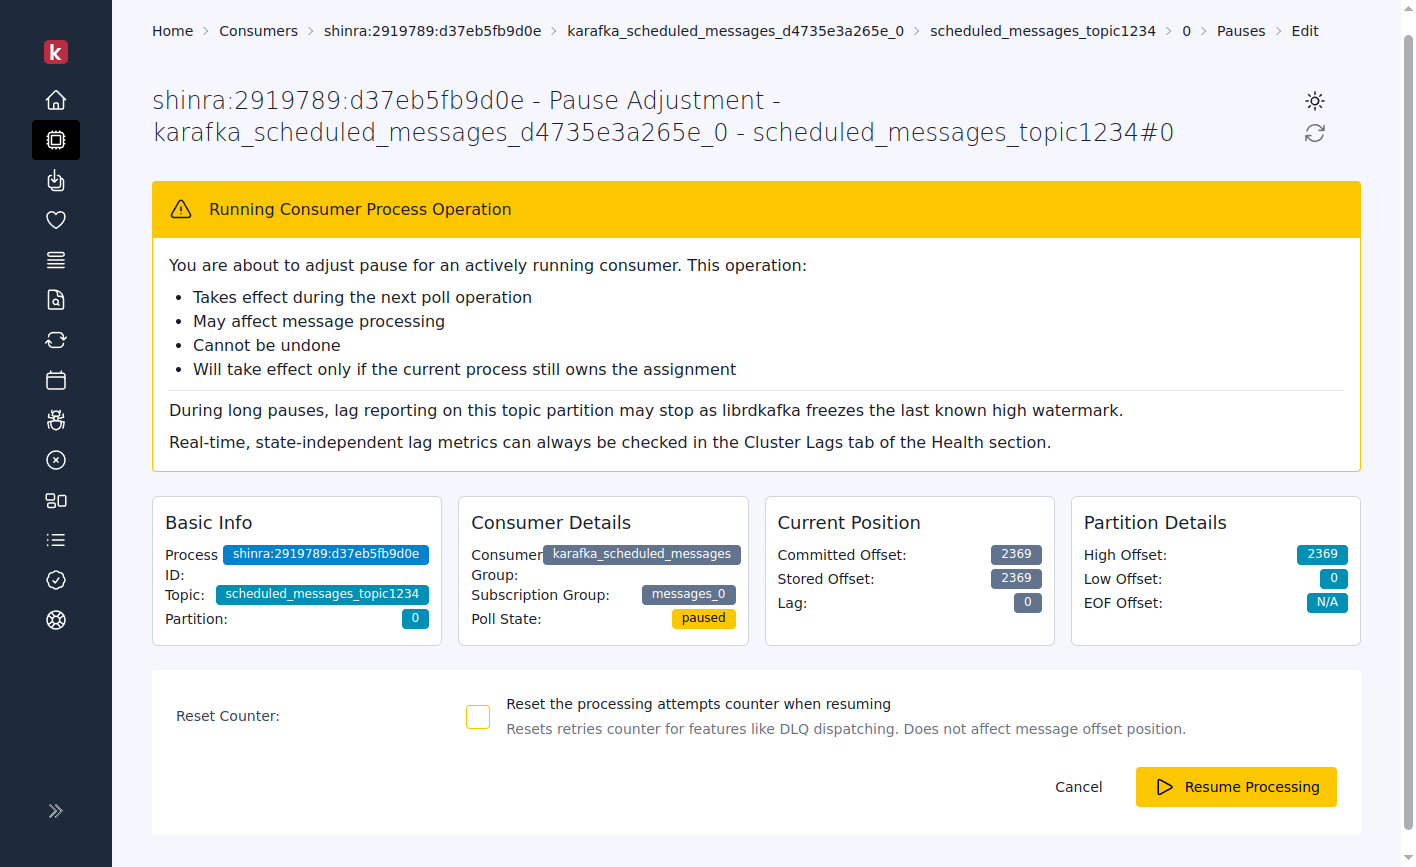 Home Consumers shinra:2919789:d37eb5fb9d0e karafka_scheduled_messages_d4735e3a265e_0 scheduled_messages_topic1234 0 Pauses Edit
k
shinra:2919789:d37eb5fb9d0e - Pause Adjustment -
karafka_scheduled_messages_d4735e3a265e_0 - scheduled_messages_topic1234#0
Running Consumer Process Operation
You are about to adjust pause for an actively running consumer. This operation:
• Takes effect during the next poll operation
• May affect message processing
• Cannot be undone
• Will take effect only if the current process still owns the assignment
During long pauses, lag reporting on this topic partition may stop as librdkafka freezes the last known high watermark.
Real-time, state-independent lag metrics can always be checked in the Cluster Lags tab of the Health section.
Basic Info
Process ID: shinra:2919789:d37eb5fb9d0e
Topic: scheduled_messages_topic1234
Partition: 0
Consumer Details
Consumer Group: karafka_scheduled_messages
Subscription Group: messages_0
Poll State: paused
Current Position
Committed Offset: 2369
Stored Offset: 2369
Lag: 0
Partition Details
High Offset: 2369
Low Offset: 0
EOF Offset: N/A
Reset Counter:
Reset the processing attempts counter when resuming
Resets retries counter for features like DLQ dispatching. Does not affect message offset position.
Cancel Resume Processing